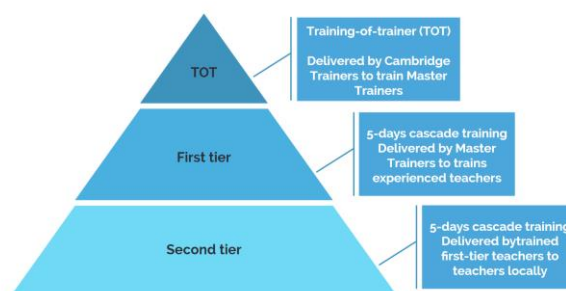 Training-of-trainer (TOT)
Delivered by Cambridge
Trainers to train Master
Trainers
TOT
5-days cascade training
Delivered by Master
Trainers to trains
experienced teachers
First tier
5-days cascade training
Delivered bytrained
first-tier teachers to
teachers locally
Second tier